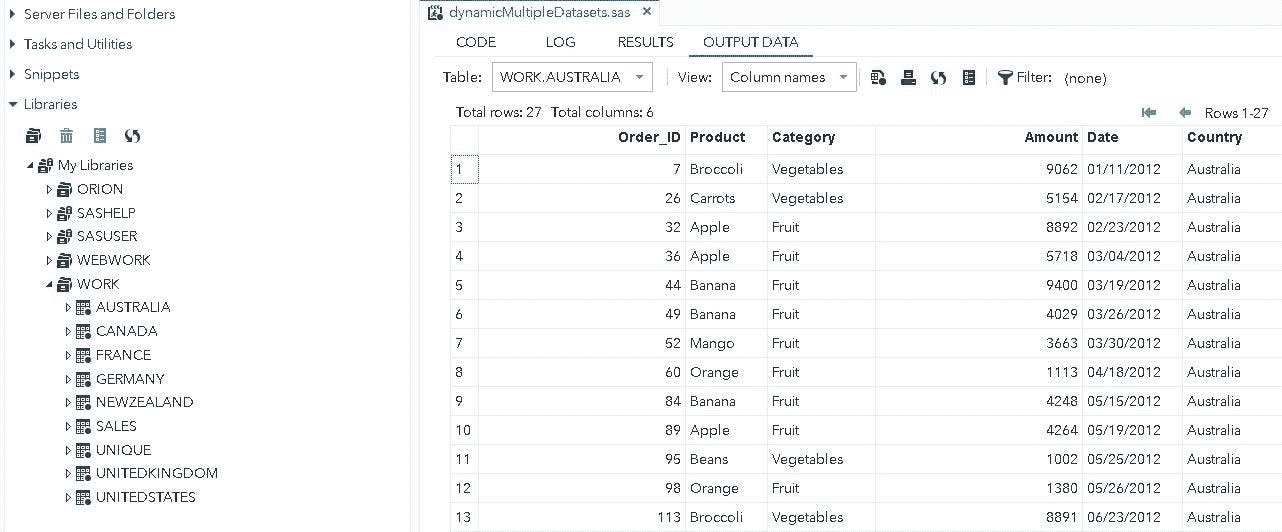 Server Files and Folders
Tasks and Utilities
Snippets
Libraries
My Libraries
ORION
SASHELP
SASUSER
WEBWORK
WORK
AUSTRALIA
CANADA
FRANCE
GERMANY
NEWZEALAND
SALES
UNIQUE
UNITEDKINGDOM
UNITEDSTATES
dynamicMultipleDatasets.sas
CODE LOG RESULTS OUTPUT DATA
Table: WORK.AUSTRALIA View: Column names Filter: (none)
Total rows: 27 Total columns: 6 Rows 1-27
Order_ID Product Category Amount Date Country
1 7 Broccoli Vegetables 9062 01/11/2012 Australia
2 26 Carrots Vegetables 5154 02/17/2012 Australia
3 32 Apple Fruit 8892 02/23/2012 Australia
4 36 Apple Fruit 5718 03/04/2012 Australia
5 44 Banana Fruit 9400 03/19/2012 Australia
6 49 Banana Fruit 4029 03/26/2012 Australia
7 52 Mango Fruit 3663 03/30/2012 Australia
8 60 Orange Fruit 1113 04/18/2012 Australia
9 84 Banana Fruit 4248 05/15/2012 Australia
10 89 Apple Fruit 4264 05/19/2012 Australia
11 95 Beans Vegetables 1002 05/25/2012 Australia
12 98 Orange Fruit 1380 05/26/2012 Australia
13 113 Broccoli Vegetables 8891 06/23/2012 Australia